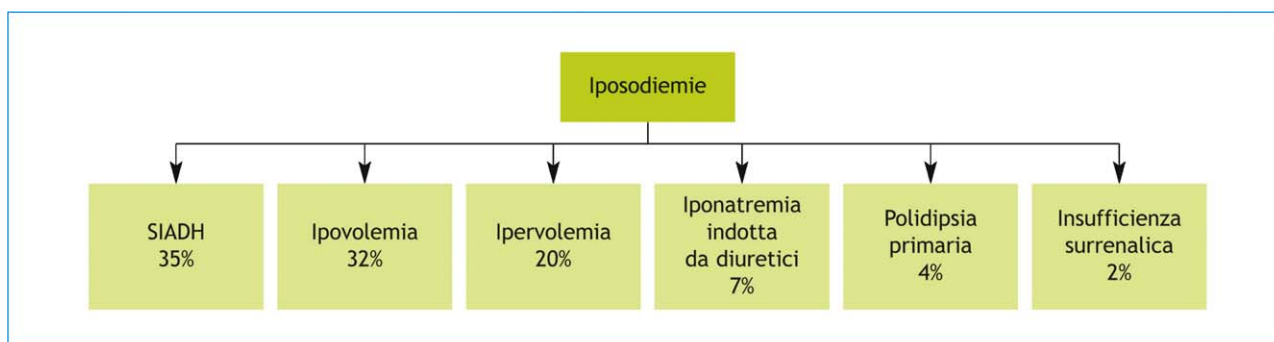 Iposodiemie
SIADH
35%
Ipovolemia
32%
Ipervolemia
20%
Iponatremia
indotta
da diuretici
7%
Polidipsia
primaria
4%
Insufficienza
surrenalica
2%